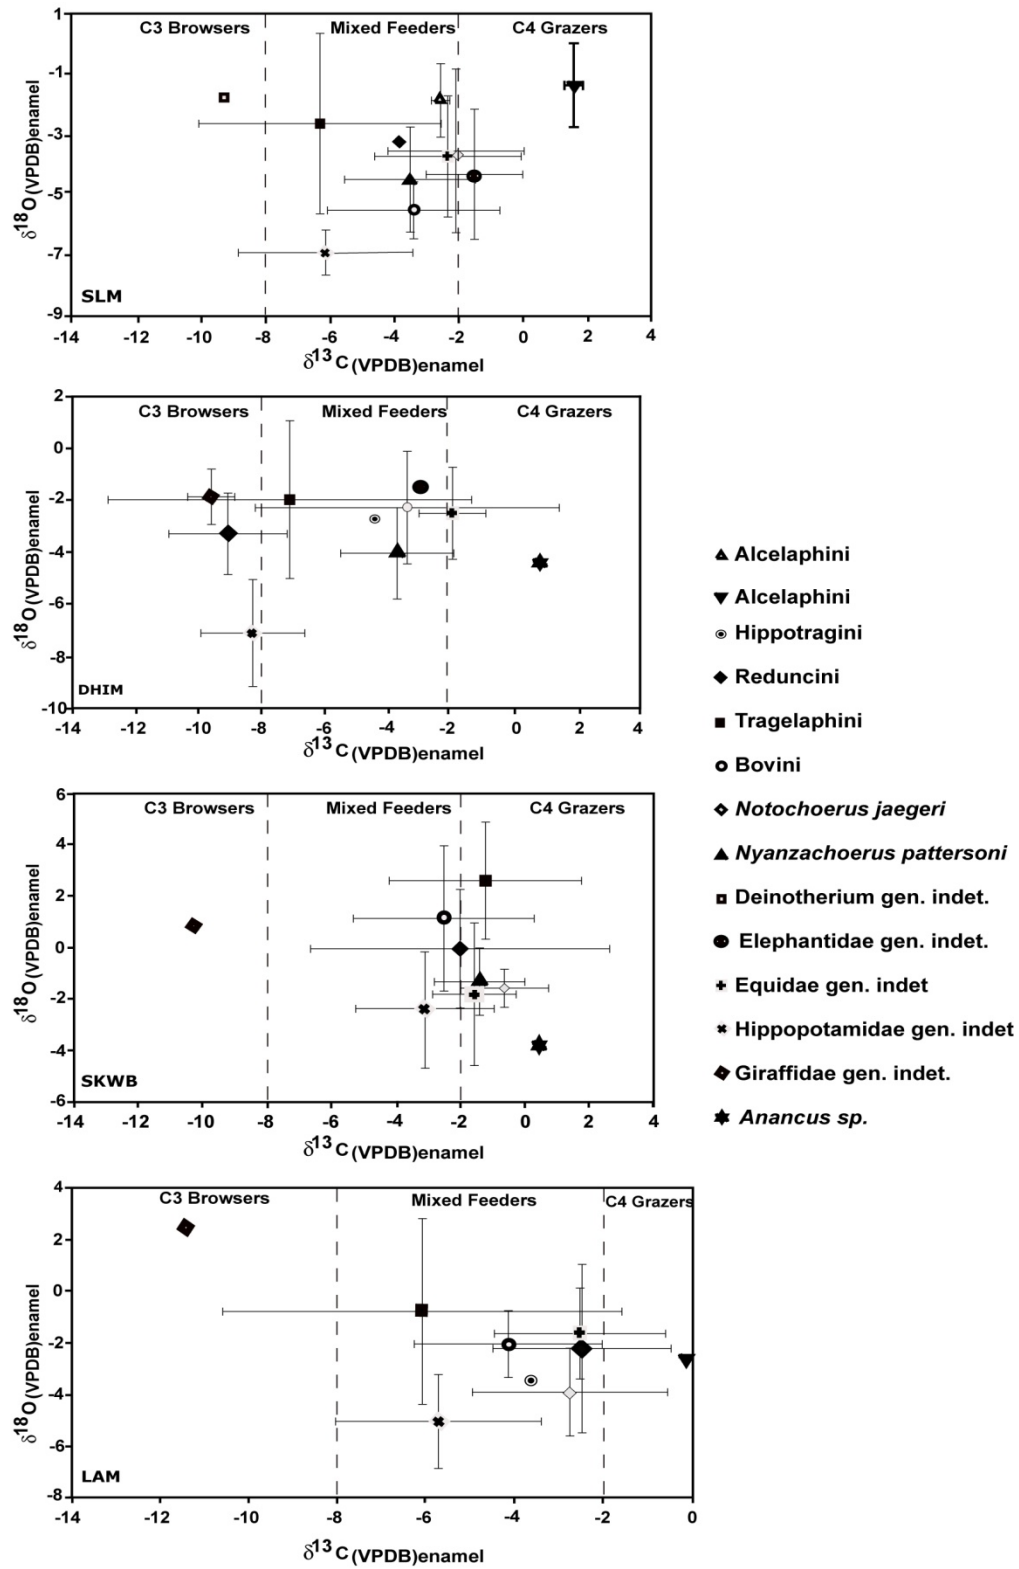 C3 Browsers Mixed Feeders C4 Grazers
1
-1
-3
-5
-7
-9
δ18O(VPDB)enamel
SLM
-14 -12 -10 -8 -6 -4 -2 0 2 4
δ13C(VPDB)enamel
C3 Browsers Mixed Feeders C4 Grazers
2
0
-2
-4
-6
-8
-10
δ18O(VPDB)enamel
DHIM
-14 -12 -10 -8 -6 -4 -2 0 2 4
δ13C(VPDB)enamel
C3 Browsers Mixed Feeders C4 Grazers
6
4
2
0
-2
-4
-6
δ18O(VPDB)enamel
SKWB
-14 -12 -10 -8 -6 -4 -2 0 2 4
δ13C(VPDB)enamel
C3 Browsers Mixed Feeders C4 Grazers
4
2
0
-2
-4
-6
-8
δ18O(VPDB)enamel
LAM
-14 -12 -10 -8 -6 -4 -2 0
δ13C(VPDB)enamel
Alcelaphini
Alcelaphini
Hippotragini
Reduncini
Tragelaphini
Bovini
Notochoerus jaegeri
Nyanzachoerus pattersoni
Deinotherium gen. indet.
Elephantidae gen. indet.
Equidae gen. indet
Hippopotamidae gen. indet
Giraffidae gen. indet.
Anancus sp.